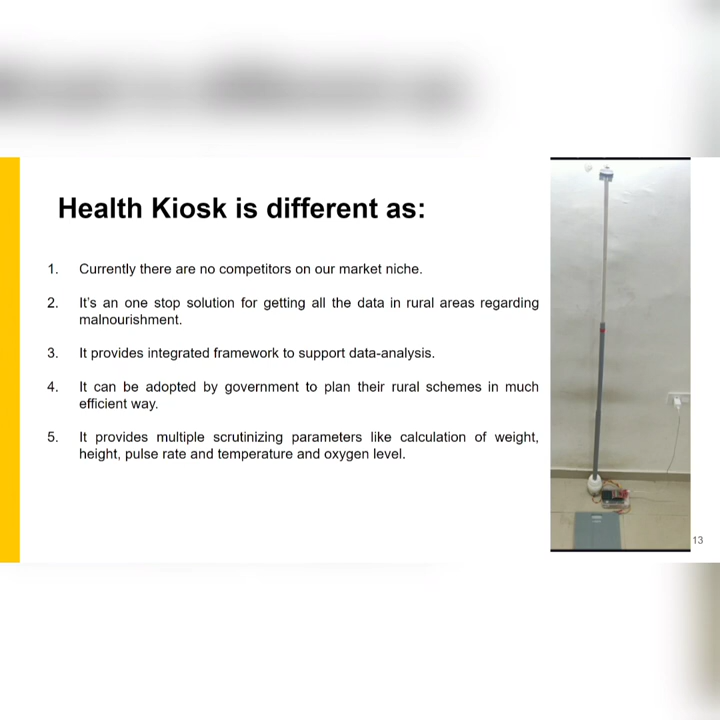 Health Kiosk is different as:
1. Currently there are no competitors on our market niche.
2. It's an one stop solution for getting all the data in rural areas regarding
malnourishment.
3. It provides integrated framework to support data-analysis.
4. It can be adopted by government to plan their rural schemes in much
efficient way.
5. It provides multiple scrutinizing parameters like calculation of weight,
height, pulse rate and temperature and oxygen level.
13